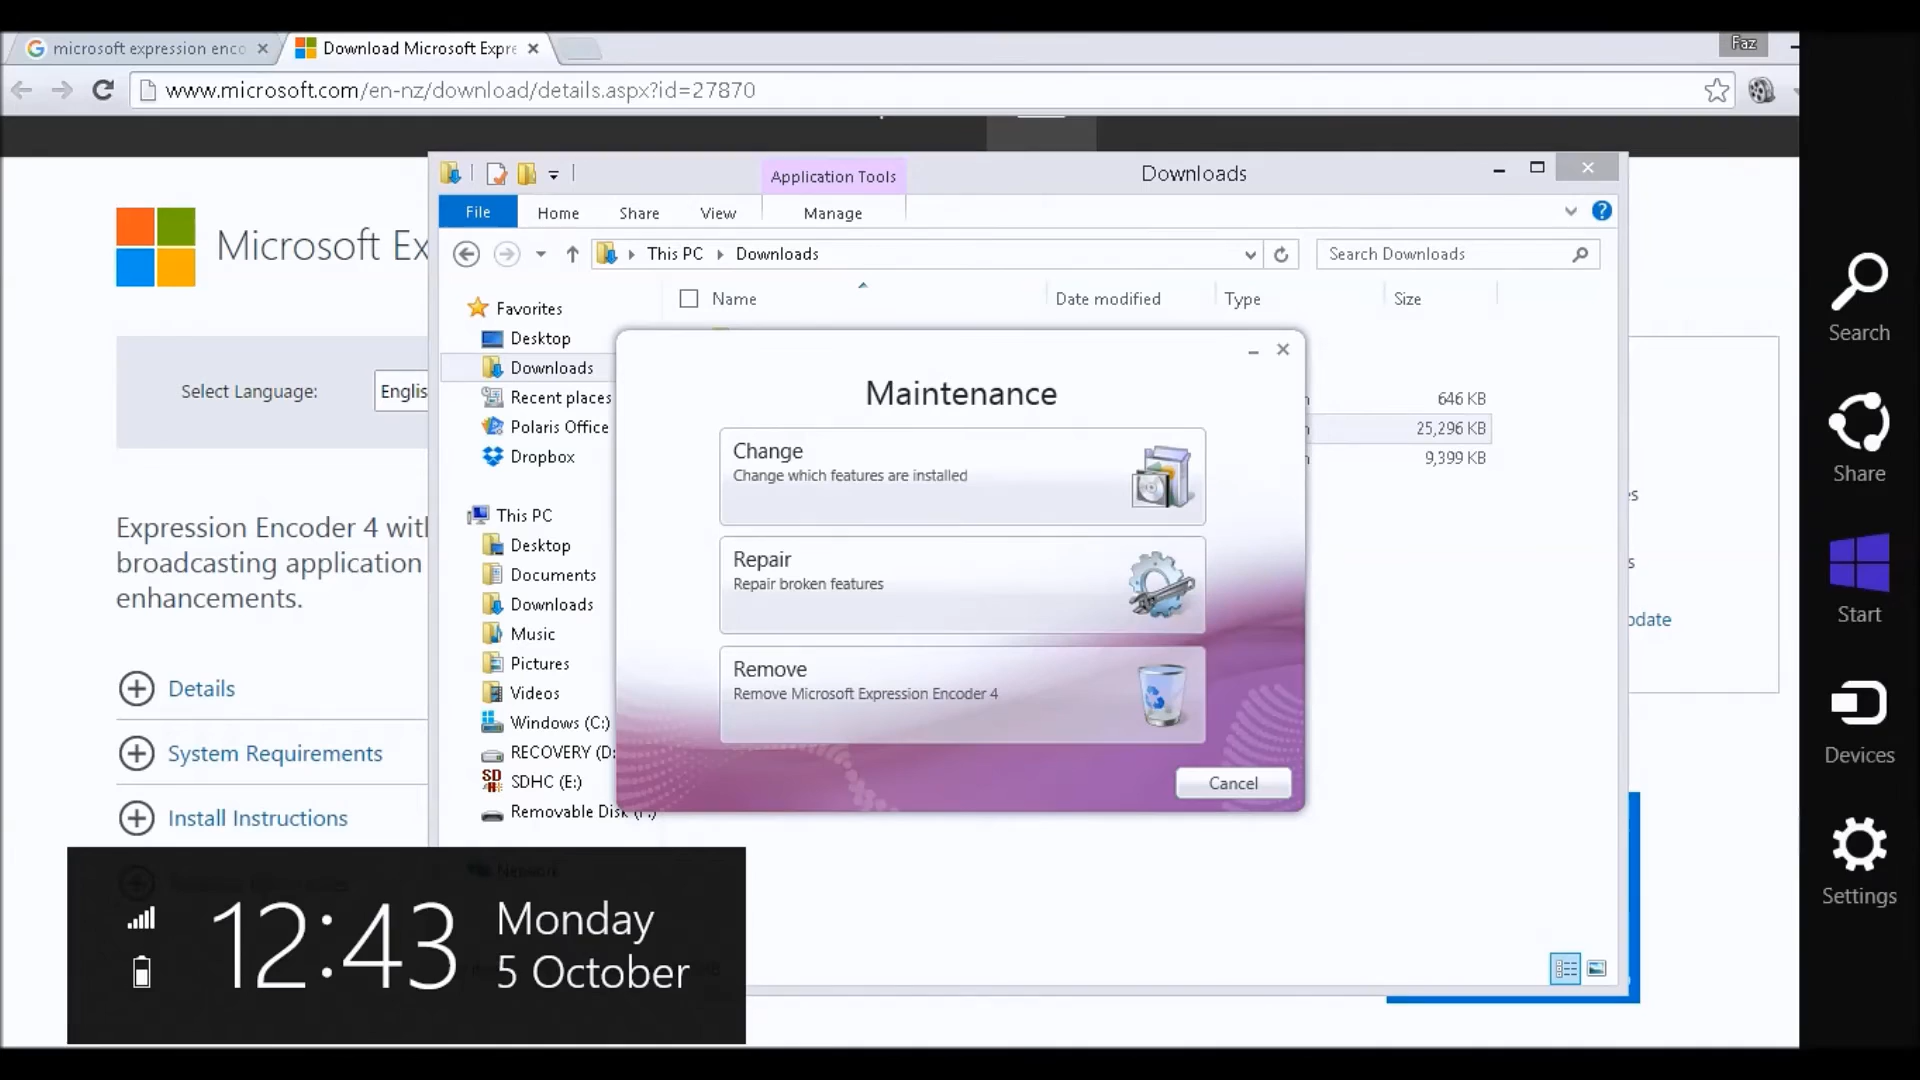 microsoft expression enco
Download Microsoft Expre
Faz
www.microsoft.com/en-nz/download/details.aspx?id=27870
Application Tools
Downloads
File
Home
Share
View
Manage
This PC
Downloads
Search Downloads
Microsoft Ex
Name
Date modified
Type
Size
Favorites
Desktop
Downloads
Recent places
Polaris Office
Dropbox
This PC
Desktop
Documents
Downloads
Music
Pictures
Videos
Windows (C:)
RECOVERY (D:
SD
SDHC (E:)
Removable Disk (F:)
646 KB
25,296 KB
9,399 KB
Select Language:
Englis
Maintenance
Change
Change which features are installed
Repair
Repair broken features
Remove
Remove Microsoft Expression Encoder 4
Cancel
Expression Encoder 4 with
broadcasting application
enhancements.
Details
System Requirements
Install Instructions
Network
pdate
12:43
Monday
5 October
Search
Share
Start
Devices
Settings